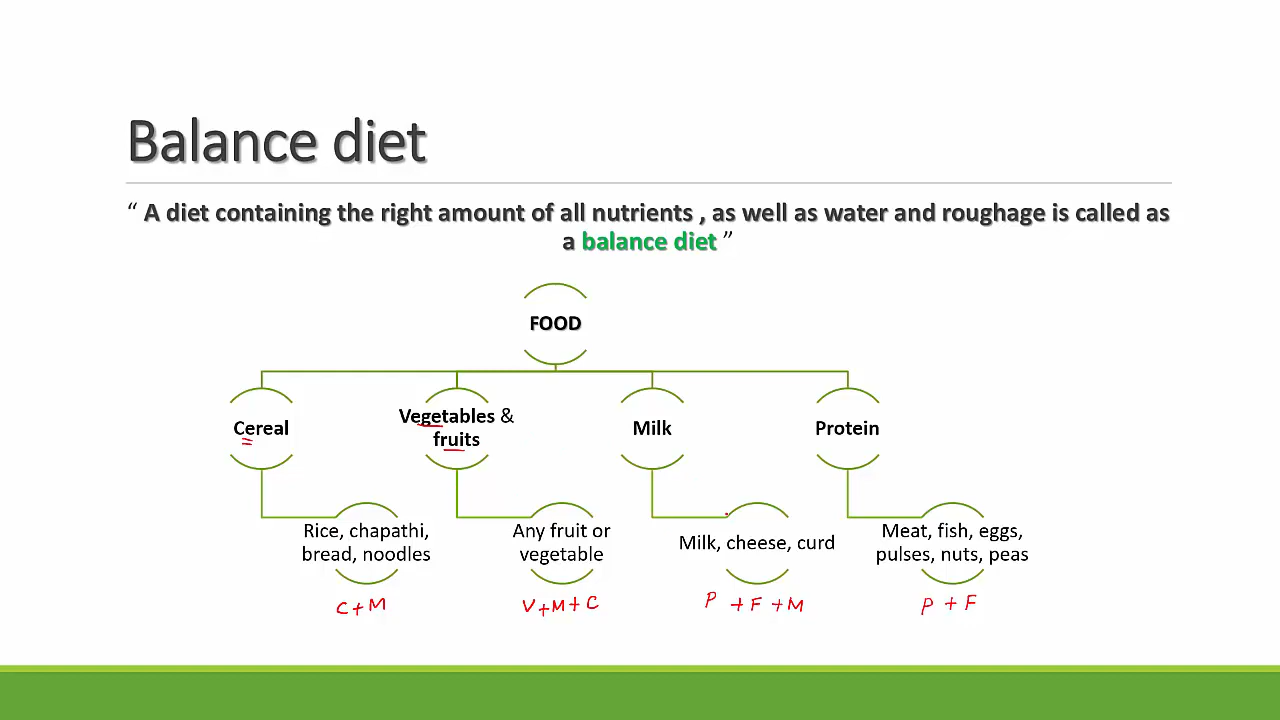 Balance diet
“ A diet containing the right amount of all nutrients , as well as water and roughage is called as
a balance diet ”
FOOD
Cereal
Vegetables &
fruits
Milk
Protein
Rice, chapathi,
bread, noodles
Any fruit or
vegetable
Milk, cheese, curd
Meat, fish, eggs,
pulses, nuts, peas
C+M
V+M+C
P +F+M
P + F